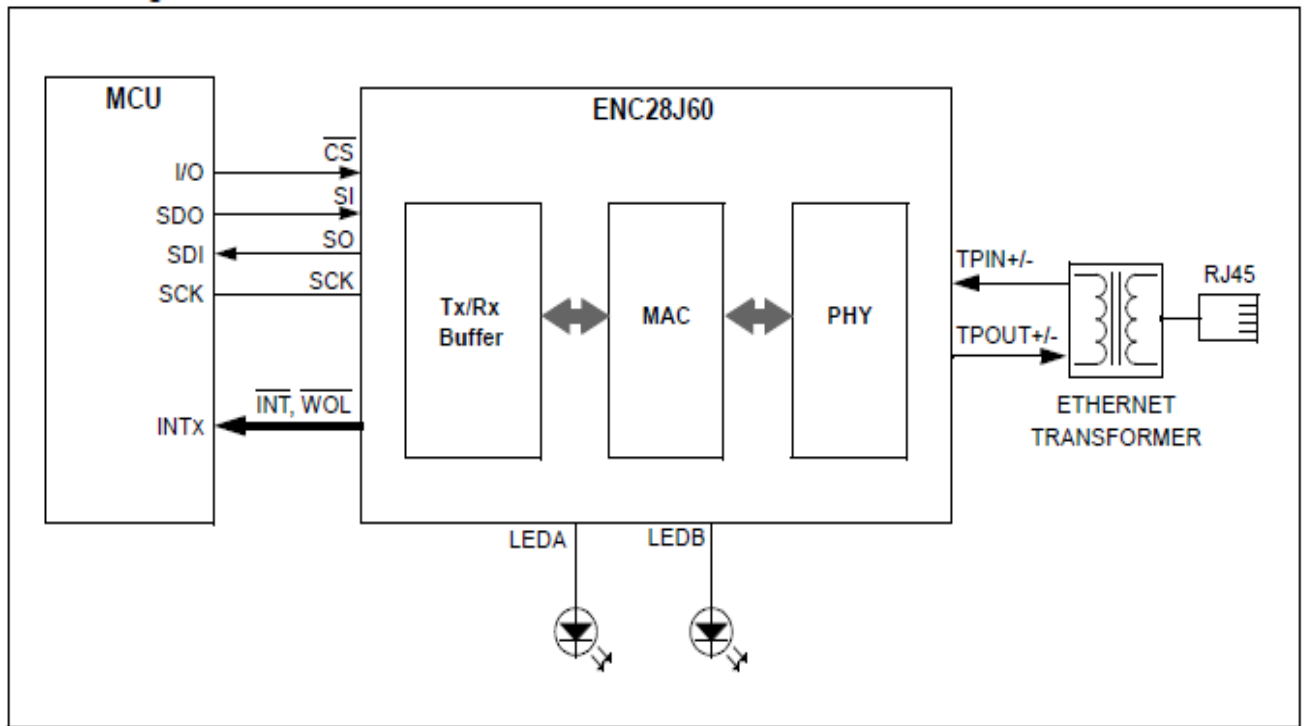 MCU
ENC28J60
I/O
CS
SDO
SI
SDI
SO
SCK
SCK
INTx
INT, WOL
Tx/Rx
Buffer
MAC
PHY
TPIN+/-
TPOUT+/-
RJ45
ETHERNET
TRANSFORMER
LEDA
LEDB